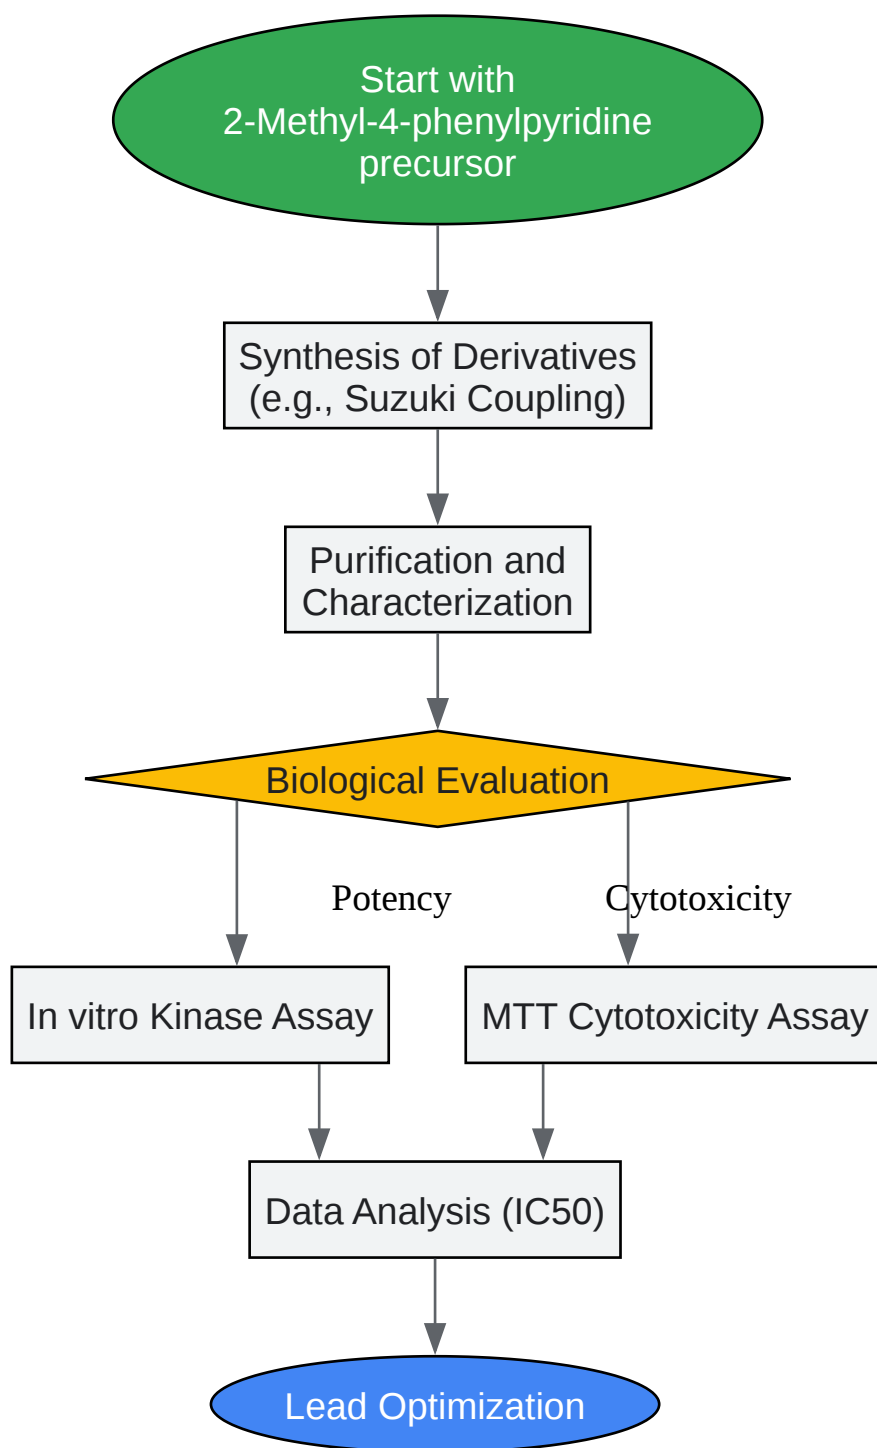 Start with
2-Methyl-4-phenylpyridine
precursor
Synthesis of Derivatives
(e.g., Suzuki Coupling)
Purification and
Characterization
Biological Evaluation
Potency
Cytotoxicity
In vitro Kinase Assay
MTT Cytotoxicity Assay
Data Analysis (IC50)
Lead Optimization